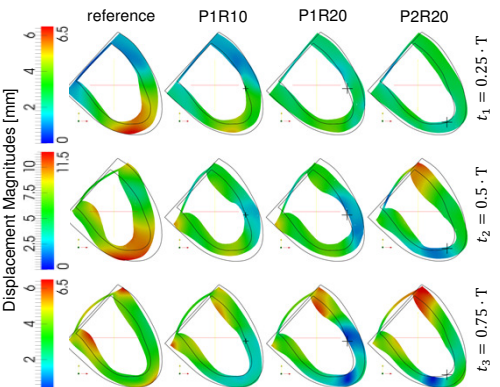 reference P1R10 P1R20 P2R20
Displacement Magnitudes [mm]
6 4 2 6.5 0
t₁ = 0.25 · T
10 7.5 5 2.5 11.5 0
t₂ = 0.5 · T
6 4 2 6.5
t₃ = 0.75 · T